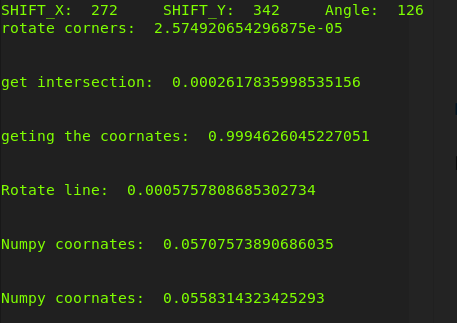 SHIFT_X:  272     SHIFT_Y:  342     Angle:  126
rotate corners:  2.574920654296875e-05
get intersection:  0.0002617835998535156
geting the coornates:  0.9994626045227051
Rotate line:  0.0005757808685302734
Numpy coornates:  0.05707573890686035
Numpy coornates:  0.0558314323425293